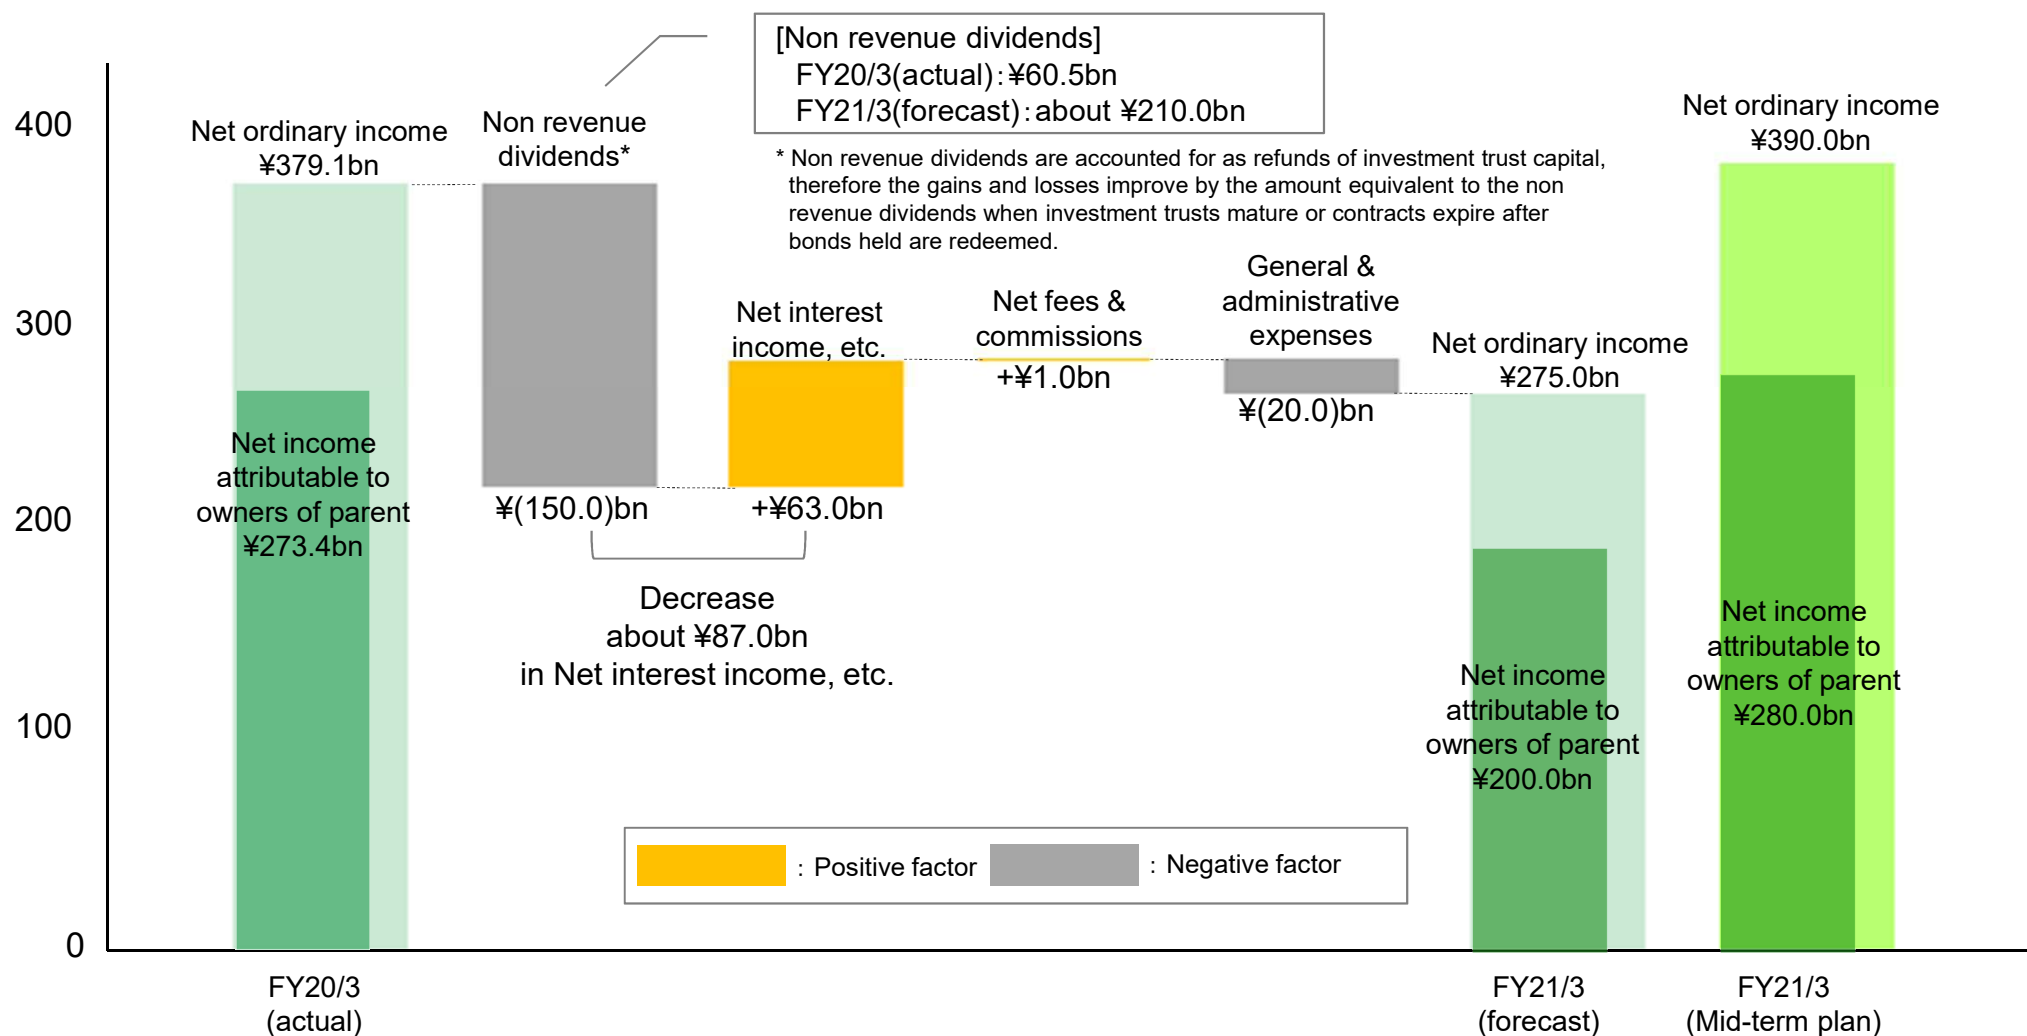 [Non revenue dividends]
FY20/3(actual):¥60.5bn
FY21/3(forecast):about ¥210.0bn
* Non revenue dividends are accounted for as refunds of investment trust capital,
therefore the gains and losses improve by the amount equivalent to the non
revenue dividends when investment trusts mature or contracts expire after
bonds held are redeemed.
400
300
200
100
0
Net ordinary income
¥379.1bn
Net income
attributable to
owners of parent
¥273.4bn
Non revenue
dividends*
¥(150.0)bn
Net interest
income, etc.
+¥63.0bn
Decrease
about ¥87.0bn
in Net interest income, etc.
Net fees &
commissions
+¥1.0bn
General &
administrative
expenses
¥(20.0)bn
Net ordinary income
¥275.0bn
Net income
attributable to
owners of parent
¥200.0bn
Net ordinary income
¥390.0bn
Net income
attributable to
owners of parent
¥280.0bn
: Positive factor
: Negative factor
FY20/3
(actual)
FY21/3
(forecast)
FY21/3
(Mid-term plan)